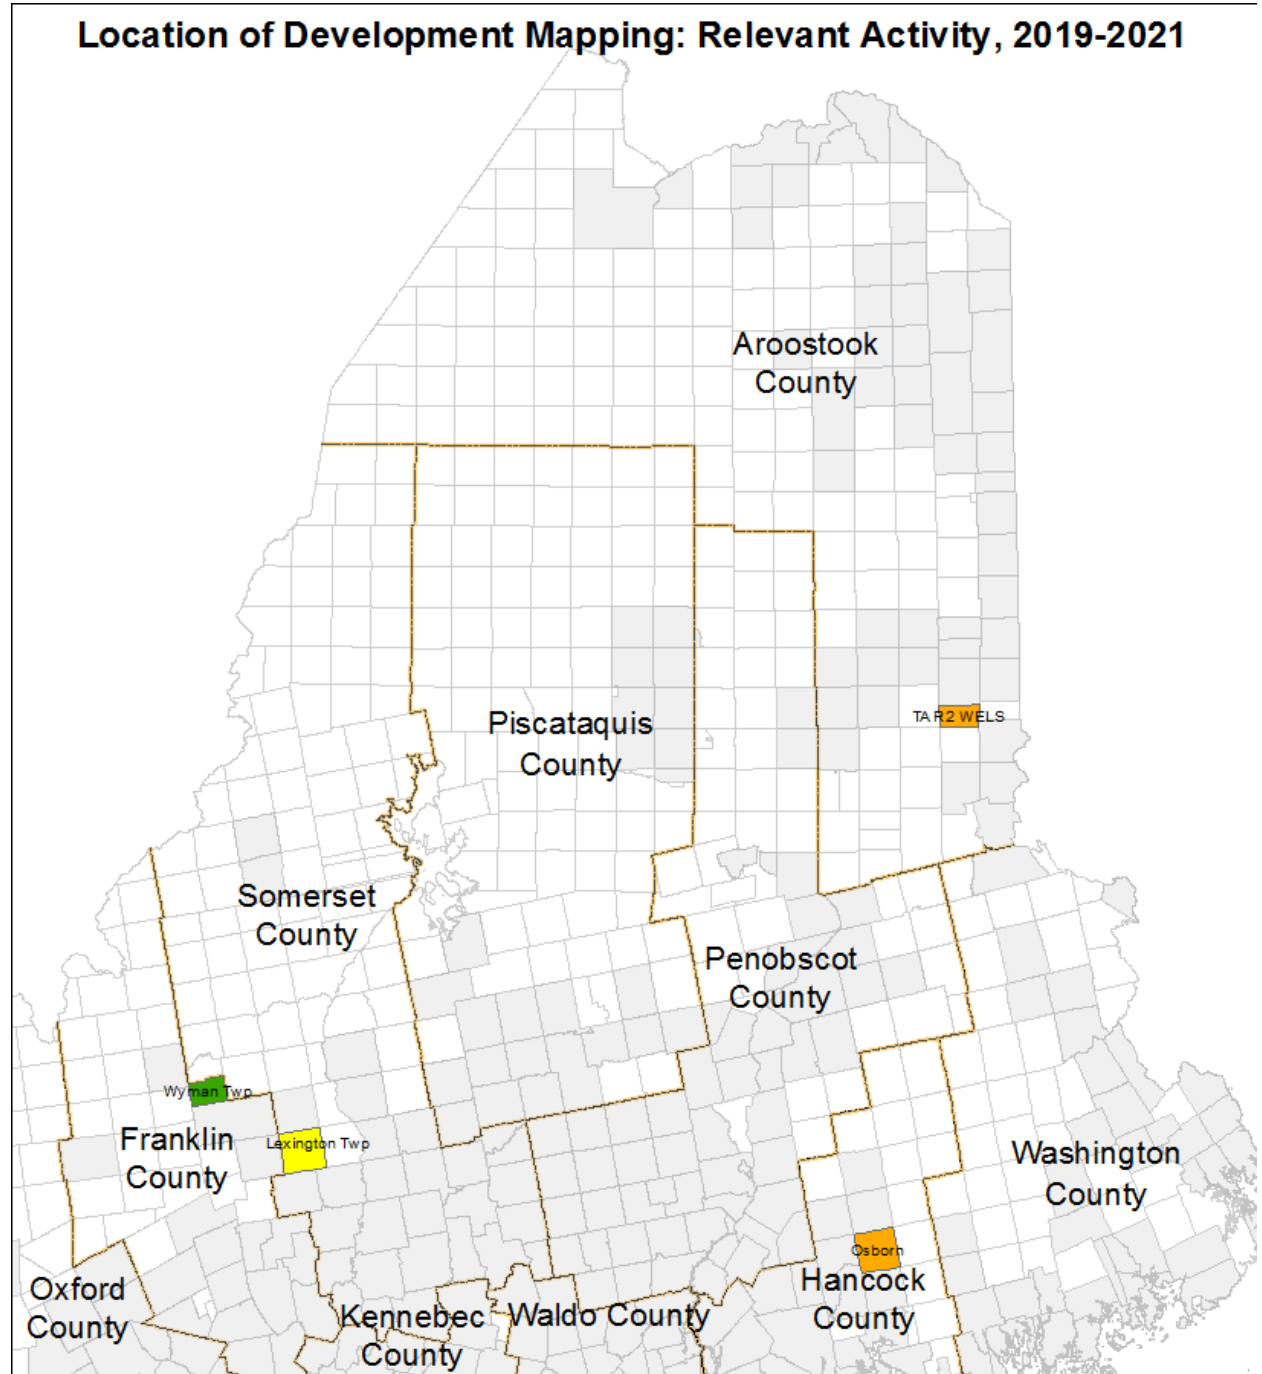 Location of Development Mapping: Relevant Activity, 2019-2021
Aroostook
County
TA R2 WELS
Piscataquis
County
Somerset
County
Penobscot
County
Wyman Twp
Franklin
County
Lexington Twp
Washington
County
Osborn
Hancock
County
Oxford
County
Kennebec
County
Waldo County